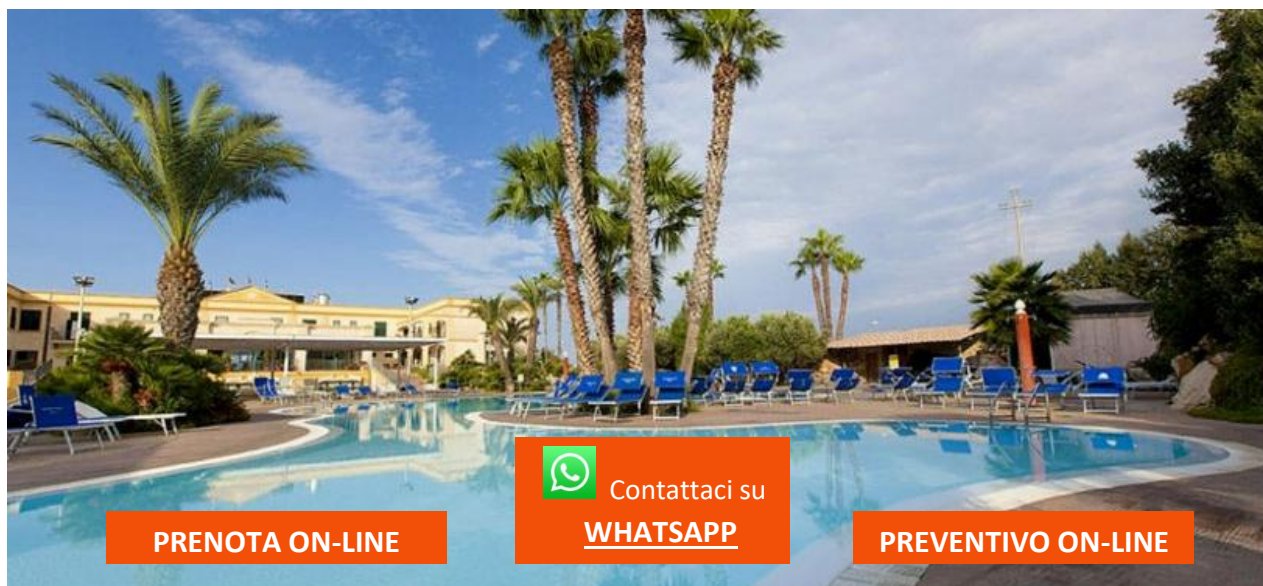 PRENOTA ON-LINE
Contattaci su
WHATSAPP
PREVENTIVO ON-LINE